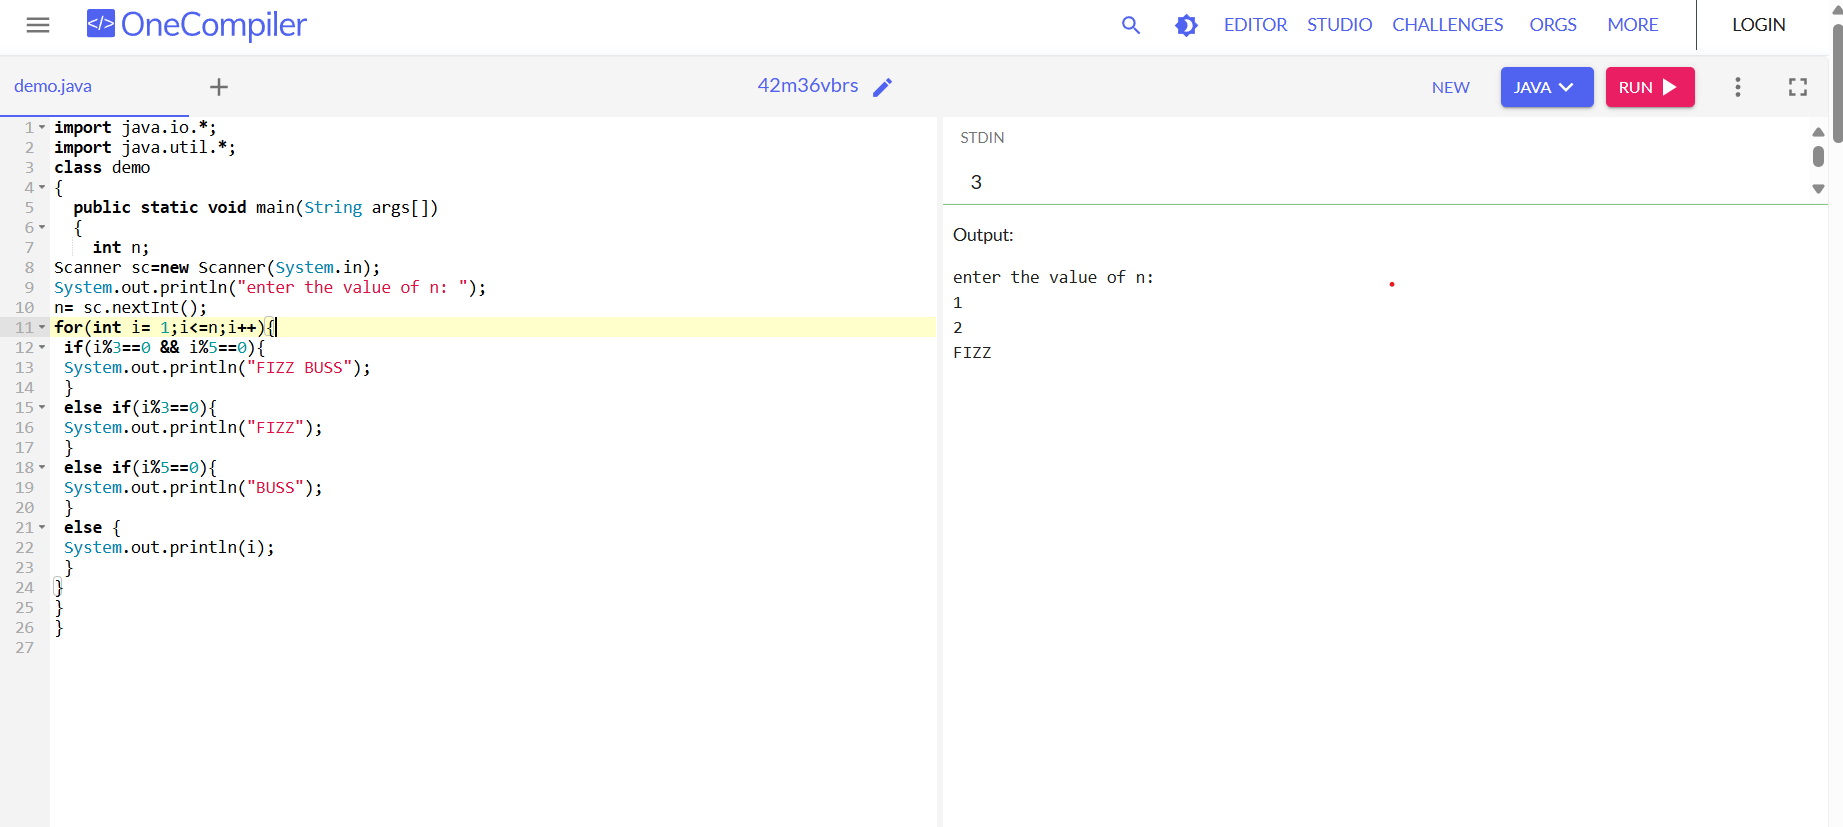 </> OneCompiler
EDITOR STUDIO CHALLENGES ORGS MORE LOGIN
demo.java + 42m36vbrs NEW JAVA RUN
1 import java.io.*;
2 import java.util.*;
3 class demo
4 {
5   public static void main(String args[])
6   {
7     int n;
8 Scanner sc=new Scanner(System.in);
9 System.out.println("enter the value of n: ");
10 n= sc.nextInt();
11 for(int i= 1;i<=n;i++){
12  if(i%3==0 && i%5==0){
13  System.out.println("FIZZ BUSS");
14  }
15  else if(i%3==0){
16  System.out.println("FIZZ");
17  }
18  else if(i%5==0){
19  System.out.println("BUSS");
20  }
21  else {
22  System.out.println(i);
23  }
24 }
25 }
26 }
27
STDIN
3
Output:
enter the value of n:
1
2
FIZZ